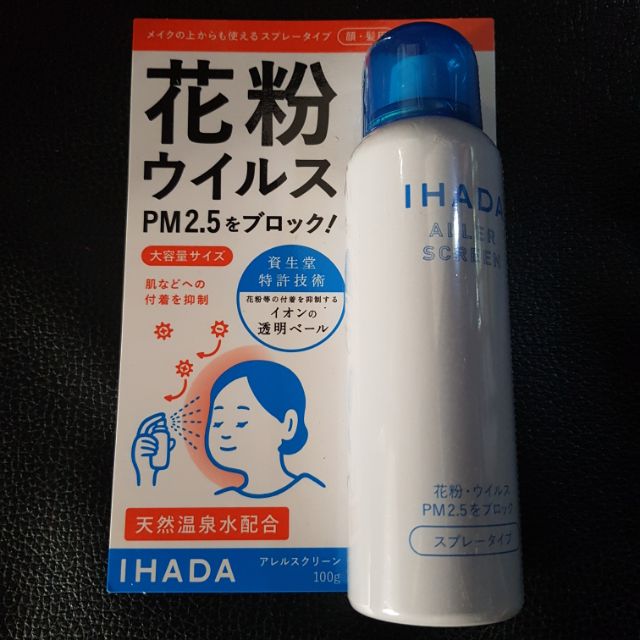 メイクの上からも使えるスプレータイプ
顔・髪用
花粉
ウイルス
PM2.5をブロック!
大容量サイズ
肌などへの
付着を抑制
資生堂
特許技術
花粉等の付着を抑制する
イオンの
透明ベール
天然温泉水配合
IHADA
アレルスクリーン
100g
IHADA
ALLER
SCREEN
花粉・ウイルス
PM2.5をブロック
スプレータイプ